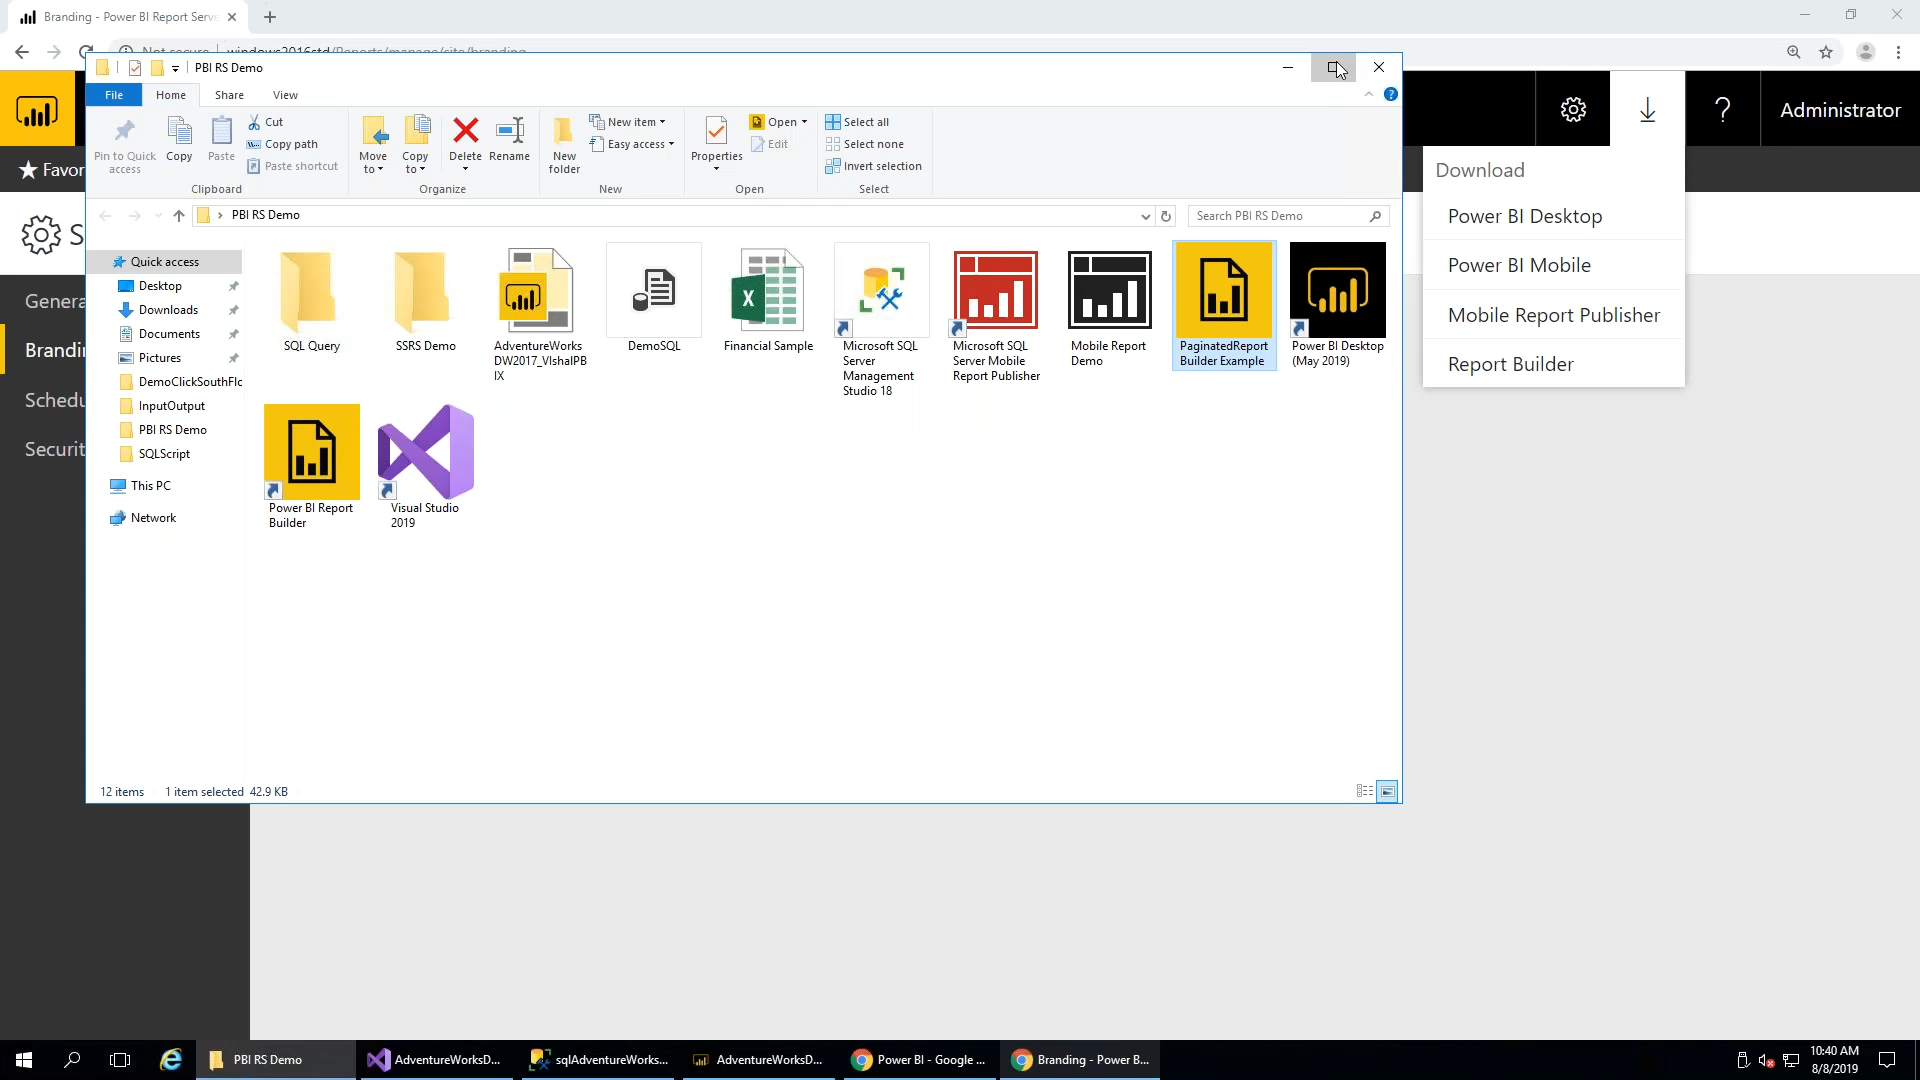 Branding - Power BI Report Serve
Not secure | windows2016std/Reports/manage/site/branding
PBI RS Demo
File
Home
Share
View
Pin to Quick access
Copy
Paste
Cut
Copy path
Paste shortcut
Clipboard
Move to
Copy to
Delete
Rename
Organize
New folder
New item
Easy access
New
Properties
Open
Edit
Open
Select all
Select none
Invert selection
Select
PBI RS Demo
Search PBI RS Demo
Quick access
Desktop
Downloads
Documents
Pictures
DemoClickSouthFlc
InputOutput
PBI RS Demo
SQLScript
This PC
Network
SQL Query
SSRS Demo
AdventureWorks
DW2017_VIshalPB
IX
DemoSQL
Financial Sample
Microsoft SQL
Server
Management
Studio 18
Microsoft SQL
Server Mobile
Report Publisher
Mobile Report
Demo
PaginatedReport
Builder Example
Power BI Desktop
(May 2019)
Power BI Report
Builder
Visual Studio
2019
12 items
1 item selected 42.9 KB
Favor
S
Genera
Brandin
Schedu
Securit
?
Administrator
Download
Power BI Desktop
Power BI Mobile
Mobile Report Publisher
Report Builder
PBI RS Demo
AdventureWorksD...
sqlAdventureWorks...
AdventureWorksD...
Power BI - Google ...
Branding - Power B...
10:40 AM
8/8/2019